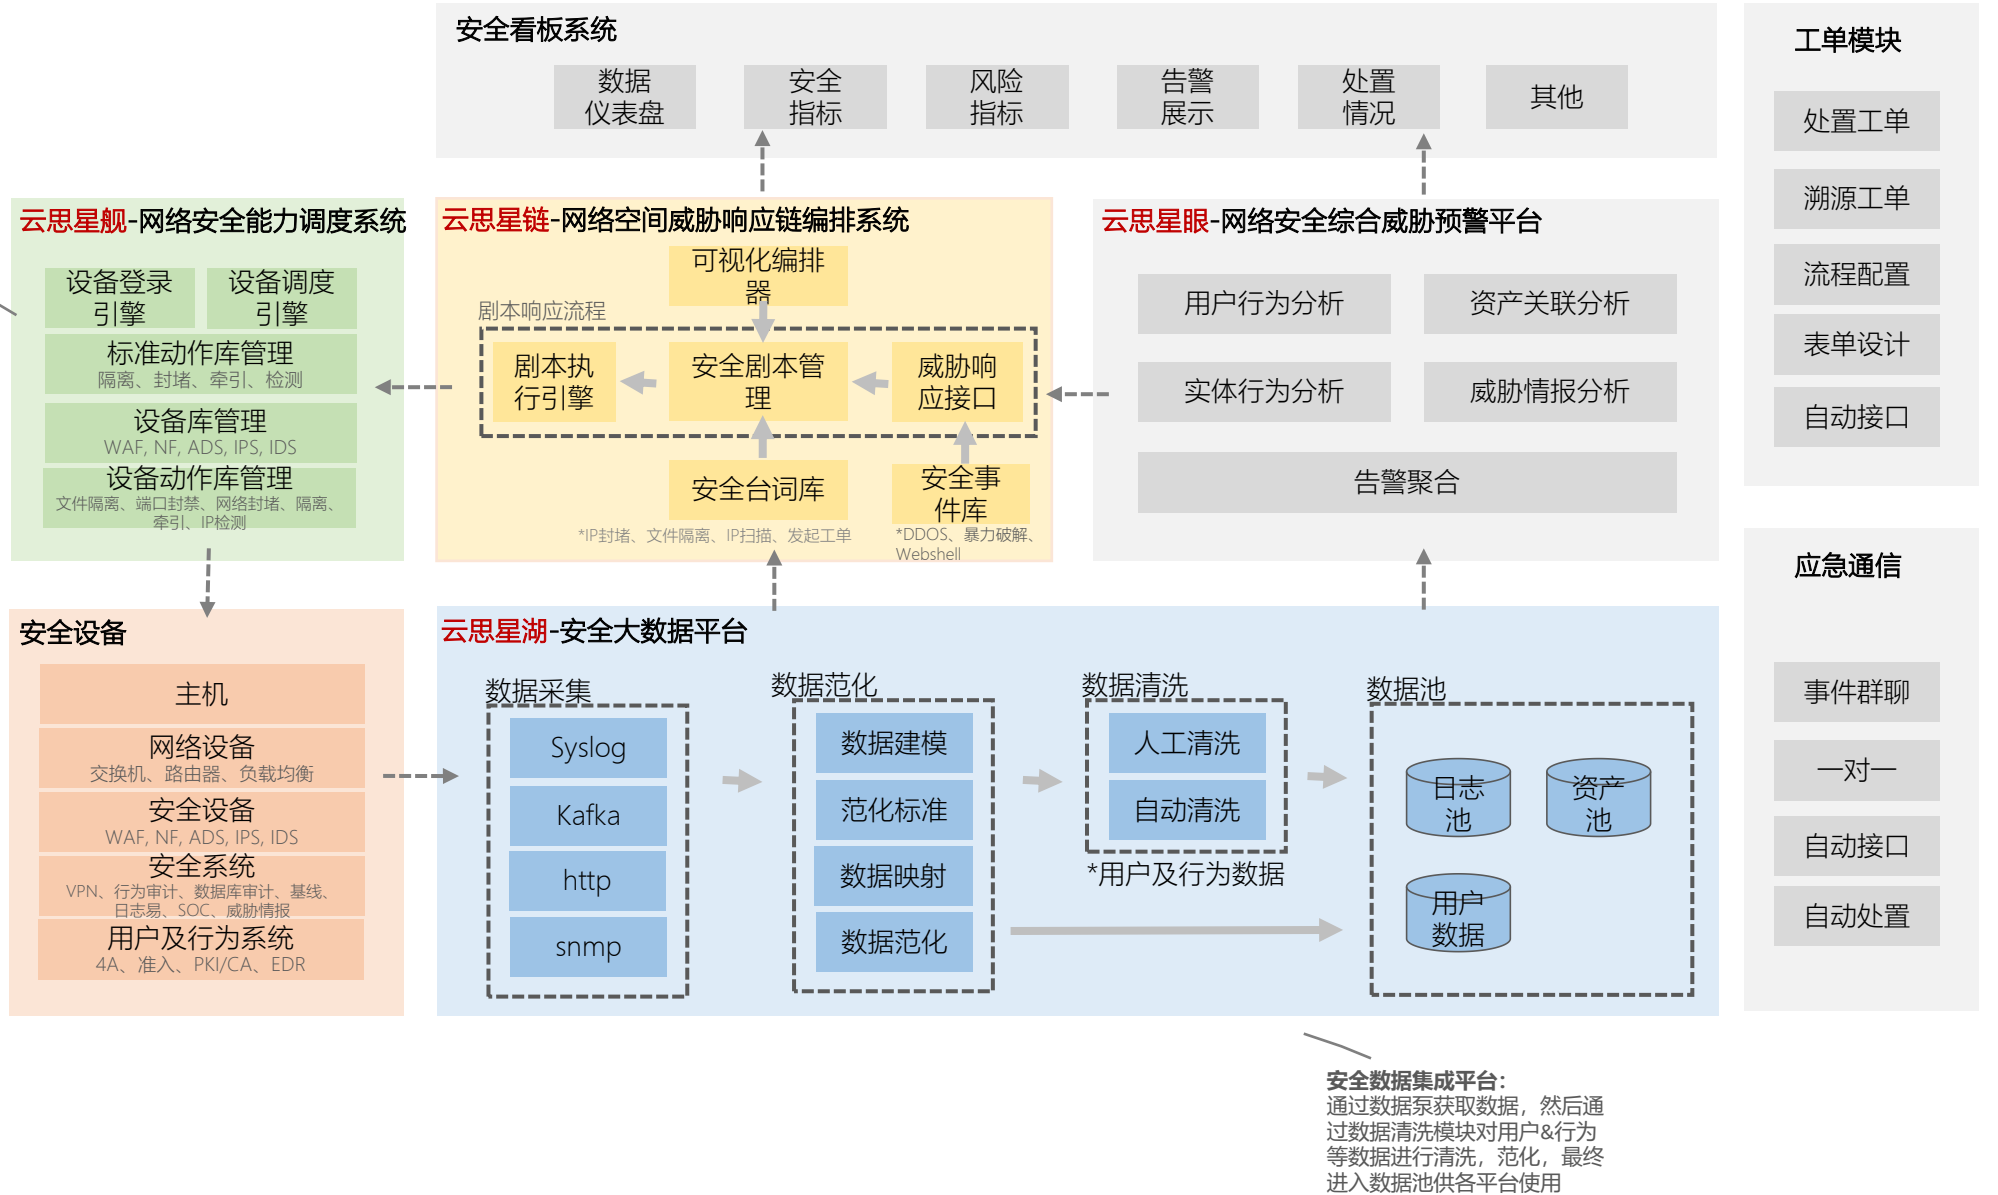 安全看板系统
数据
仪表盘
安全
指标
风险
指标
告警
展示
处置
情况
其他
工单模块
处置工单
溯源工单
流程配置
表单设计
自动接口
云思星舰-网络安全能力调度系统
设备登录
引擎
设备调度
引擎
标准动作库管理
隔离、封堵、牵引、检测
设备库管理
WAF, NF, ADS, IPS, IDS
设备动作库管理
文件隔离、端口封禁、网络封堵、隔离、
牵引、IP检测
云思星链-网络空间威胁响应链编排系统
可视化编排
器
剧本响应流程
剧本执
行引擎
安全剧本管
理
威胁响
应接口
安全台词库
*IP封堵、文件隔离、IP扫描、发起工单
安全事
件库
*DDOS、暴力破解、
Webshell
云思星眼-网络安全综合威胁预警平台
用户行为分析
资产关联分析
实体行为分析
威胁情报分析
告警聚合
应急通信
事件群聊
一对一
自动接口
自动处置
安全设备
主机
网络设备
交换机、路由器、负载均衡
安全设备
WAF, NF, ADS, IPS, IDS
安全系统
VPN、行为审计、数据库审计、基线、
日志易、SOC、威胁情报
用户及行为系统
4A、准入、PKI/CA、EDR
云思星湖-安全大数据平台
数据采集
Syslog
Kafka
http
snmp
数据范化
数据建模
范化标准
数据映射
数据范化
数据清洗
人工清洗
自动清洗
*用户及行为数据
数据池
日志
池
资产
池
用户
数据
安全数据集成平台：
通过数据泵获取数据，然后通
过数据清洗模块对用户&行为
等数据进行清洗，范化，最终
进入数据池供各平台使用